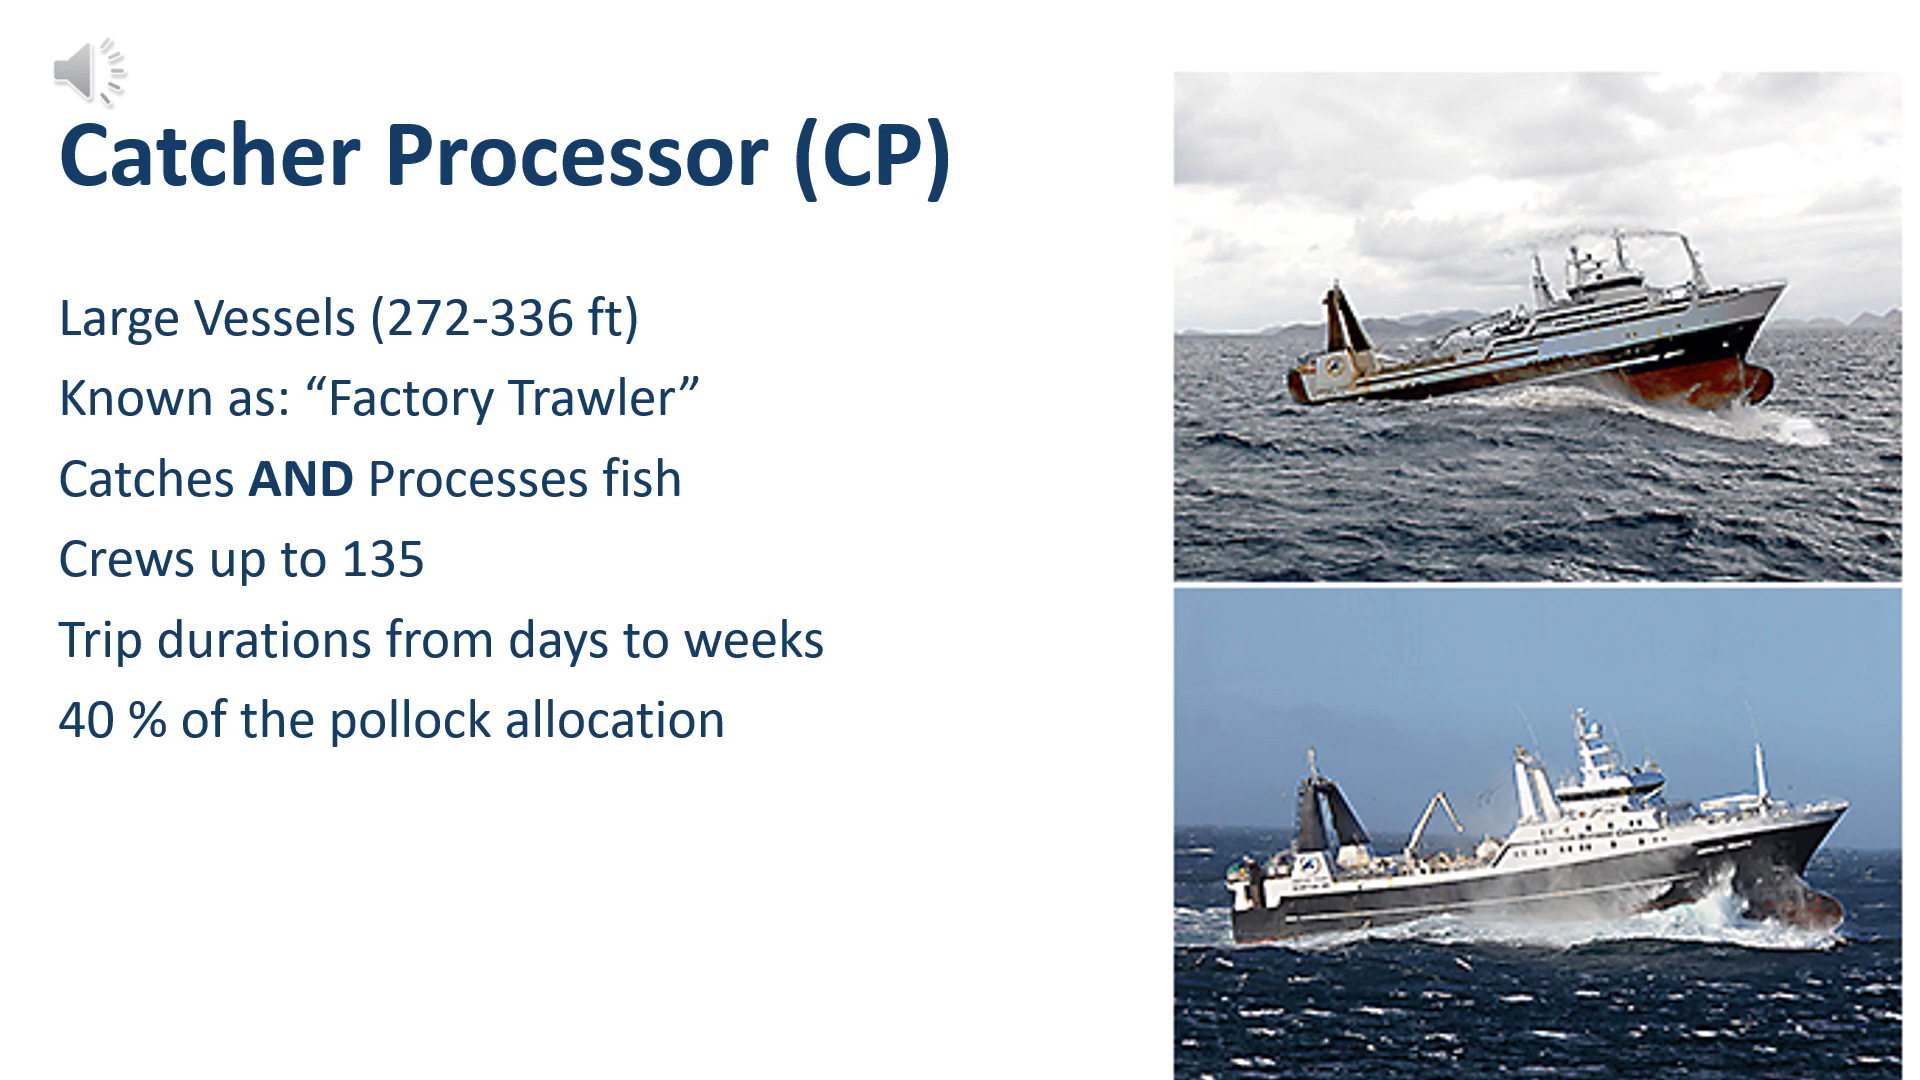 Catcher Processor (CP)
Large Vessels (272-336 ft)
Known as: “Factory Trawler”
Catches AND Processes fish
Crews up to 135
Trip durations from days to weeks
40 % of the pollock allocation